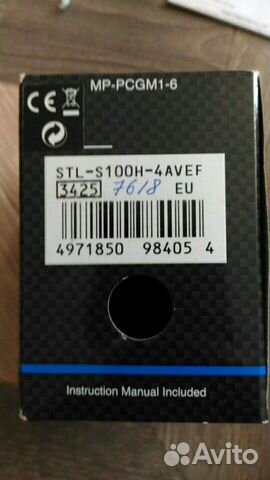 MP-PCGM1-6
CE
STL-S100H-4AVEF
3425 7618 EU
4971850 98405 4
Instruction Manual Included
Avito